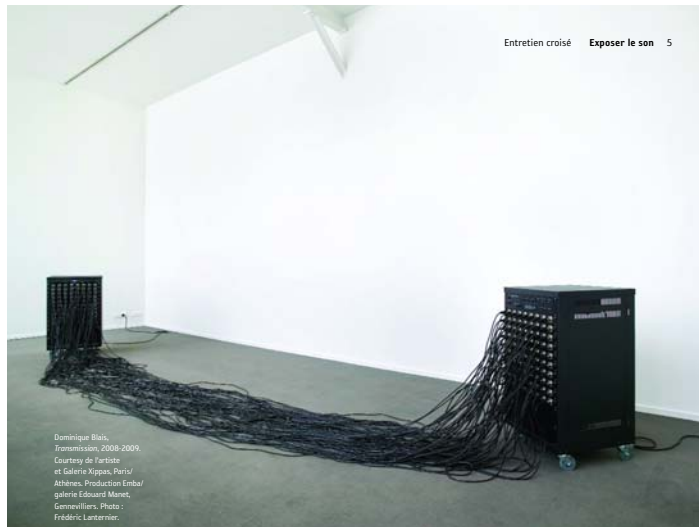 Entretien croisé Exposer le son 5
Dominique Blais,
Transmission, 2008-2009.
Courtesy de l'artiste
et Galerie Xippas, Paris/
Athènes. Production Emba/
galerie Edouard Manet,
Gennevilliers. Photo :
Frédéric Lanternier.